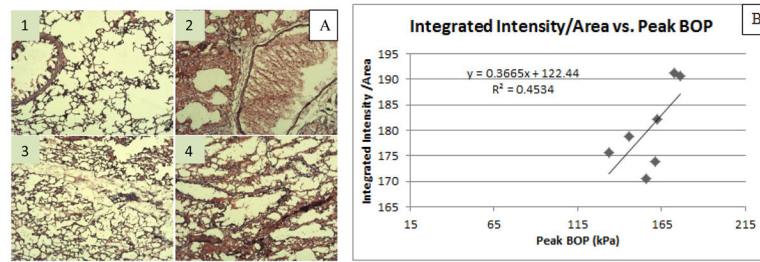 1
2
A
3
4
Integrated Intensity/Area vs. Peak BOP
B
Integrated Intensity /Area
195
190
185
180
175
170
165
y = 0.3665x + 122.44
R² = 0.4534
15
65
115
165
215
Peak BOP (kPa)